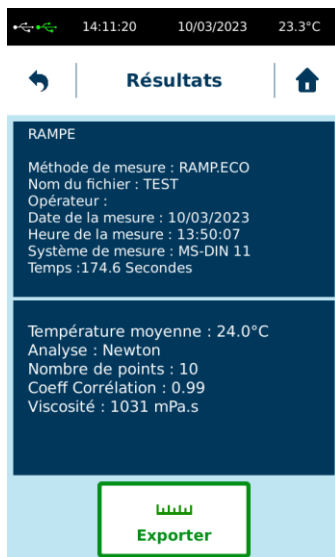 14:11:20 10/03/2023 23.3°C
Résultats
RAMPE
Méthode de mesure : RAMP.ECO
Nom du fichier : TEST
Opérateur :
Date de la mesure : 10/03/2023
Heure de la mesure : 13:50:07
Système de mesure : MS-DIN 11
Temps :174.6 Secondes
Température moyenne : 24.0°C
Analyse : Newton
Nombre de points : 10
Coeff Corrélation : 0.99
Viscosité : 1031 mPa.s
Exporter